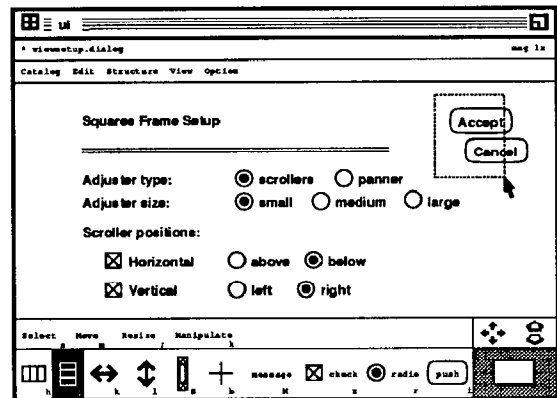 ui
* viewsetup.dialog mag 1x
Catalog Edit Structure View Option
Squares Frame Setup
Accept
Cancel
Adjuster type: scrollers panner
Adjuster size: small medium large
Scroller positions:
Horizontal above below
Vertical left right
Select Move Resize Manipulate
s m / k
message check radio push
h k l b M x r i